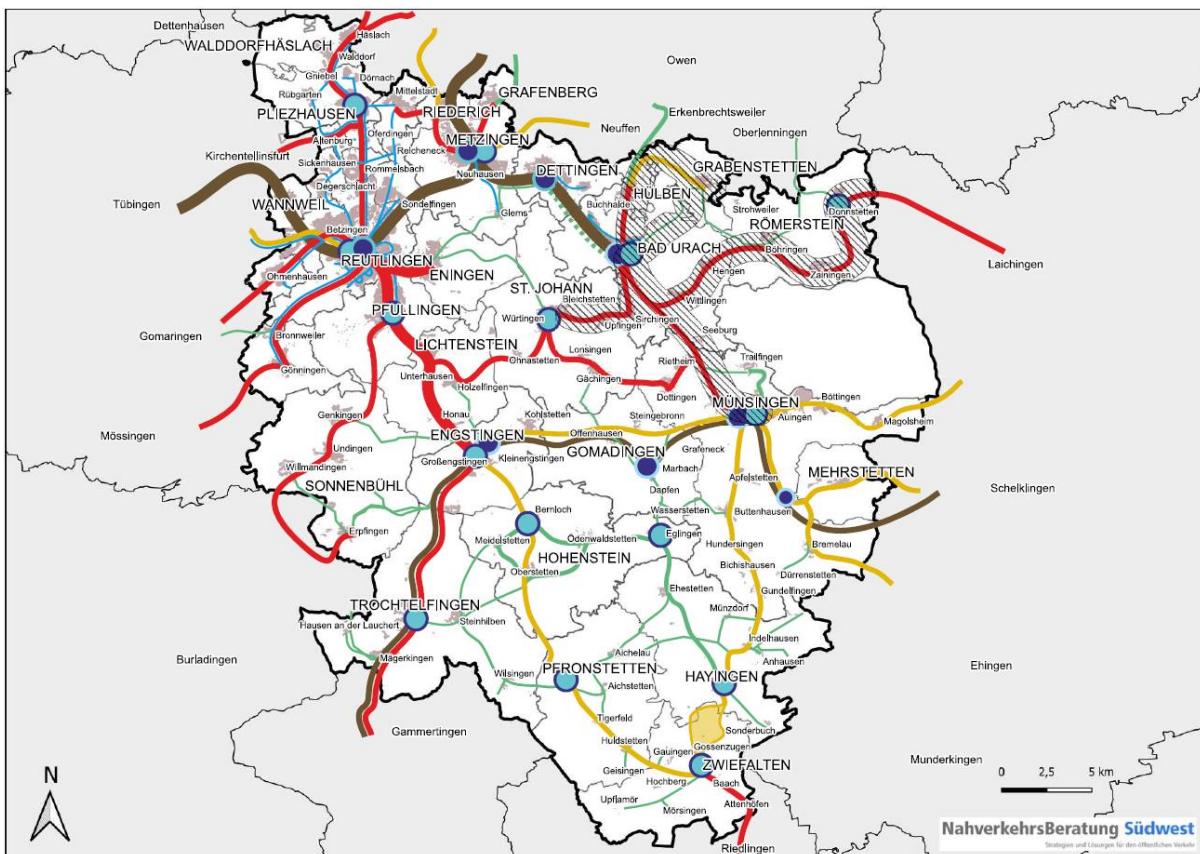 Dettenhausen
Häslach
WALDDORFHÄSLACH
Walddorf
Owen
Gniebel
Dörnach
Rübgarten
Mittelstadt
GRAFENBERG
PLIEZHAUSEN
RIEDERICH
Erkenbrechtsweiler
Oferdingen
Neuffen
Oberlenningen
Altenburg
METZINGEN
Kirchentellinsfurt
Sickenhausen
Reicheneck
Rommelsbach
Neuhausen
DETTINGEN
GRABENSTETTEN
Degerschlacht
HÜLBEN
Tübingen
WANNWEIL
Sondelfingen
Buchhalde
Glems
Strohweiler
Donnstetten
RÖMERSTEIN
Betzingen
BAD URACH
Böhringen
REUTLINGEN
Laichingen
Ohmenhausen
ENINGEN
Hengen
Zainingen
ST. JOHANN
Bleichstetten
Wittlingen
PFULLINGEN
Würtingen
Upfingen
Sirchingen
Seeburg
Gomaringen
Bronnweiler
LICHTENSTEIN
Lonsingen
Ohnastetten
Rietheim
Trailfingen
Gönningen
Unterhausen
Holzelfingen
Gächingen
Dottingen
MÜNSINGEN
Böttingen
Genkingen
Honau
Kohlstetten
Steingebronn
Auingen
Magolsheim
Mössingen
Undingen
ENGSTINGEN
Offenhausen
GOMADINGEN
Grafeneck
Kleinengstingen
Großengstingen
Willmandingen
Marbach
Apfelstetten
MEHRSTETTEN
SONNENBÜHL
Dapfen
Schelklingen
Bernloch
Wasserstetten
Buttenhausen
Erpfingen
Meidelstetten
Ödenwaldstetten
Eglingen
Hundersingen
Bremelau
HOHENSTEIN
Oberstetten
Bichishausen
Dürrenstetten
Ehestetten
Gundelfingen
TROCHTELFINGEN
Münzdorf
Hausen an der Lauchert
Steinhilben
Indelhausen
Aichelau
Anhausen
Burladingen
Mägerkingen
PFRONSTETTEN
Ehingen
Wilsingen
HAYINGEN
Aichstetten
Tigerfeld
Gammertingen
Sonderbuch
Huldstetten
Gossenzugen
Gauingen
Munderkingen
N
Geisingen
ZWIEFALTEN
Hochberg
Baach
0 2,5 5 km
Upflamör
Mörsingen
Attenhöfen
NahverkehrsBeratung Südwest
Strategien und Lösungen für den öffentlichen Verkehr
Riedlingen